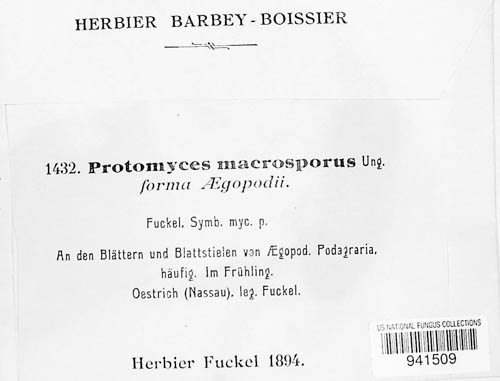 HERBIER BARBEY-BOISSIER
1432. Protomyces macrosporus Ung.
forma Ægopodii.
Fuckel, Symb. myc. p.
An den Blättern und Blattstielen von Ægopod. Podagraria,
häufig. Im Frühling.
Oestrich (Nassau), leg. Fuckel.
US NATIONAL FUNGUS COLLECTIONS
941509
Herbier Fuckel 1894.